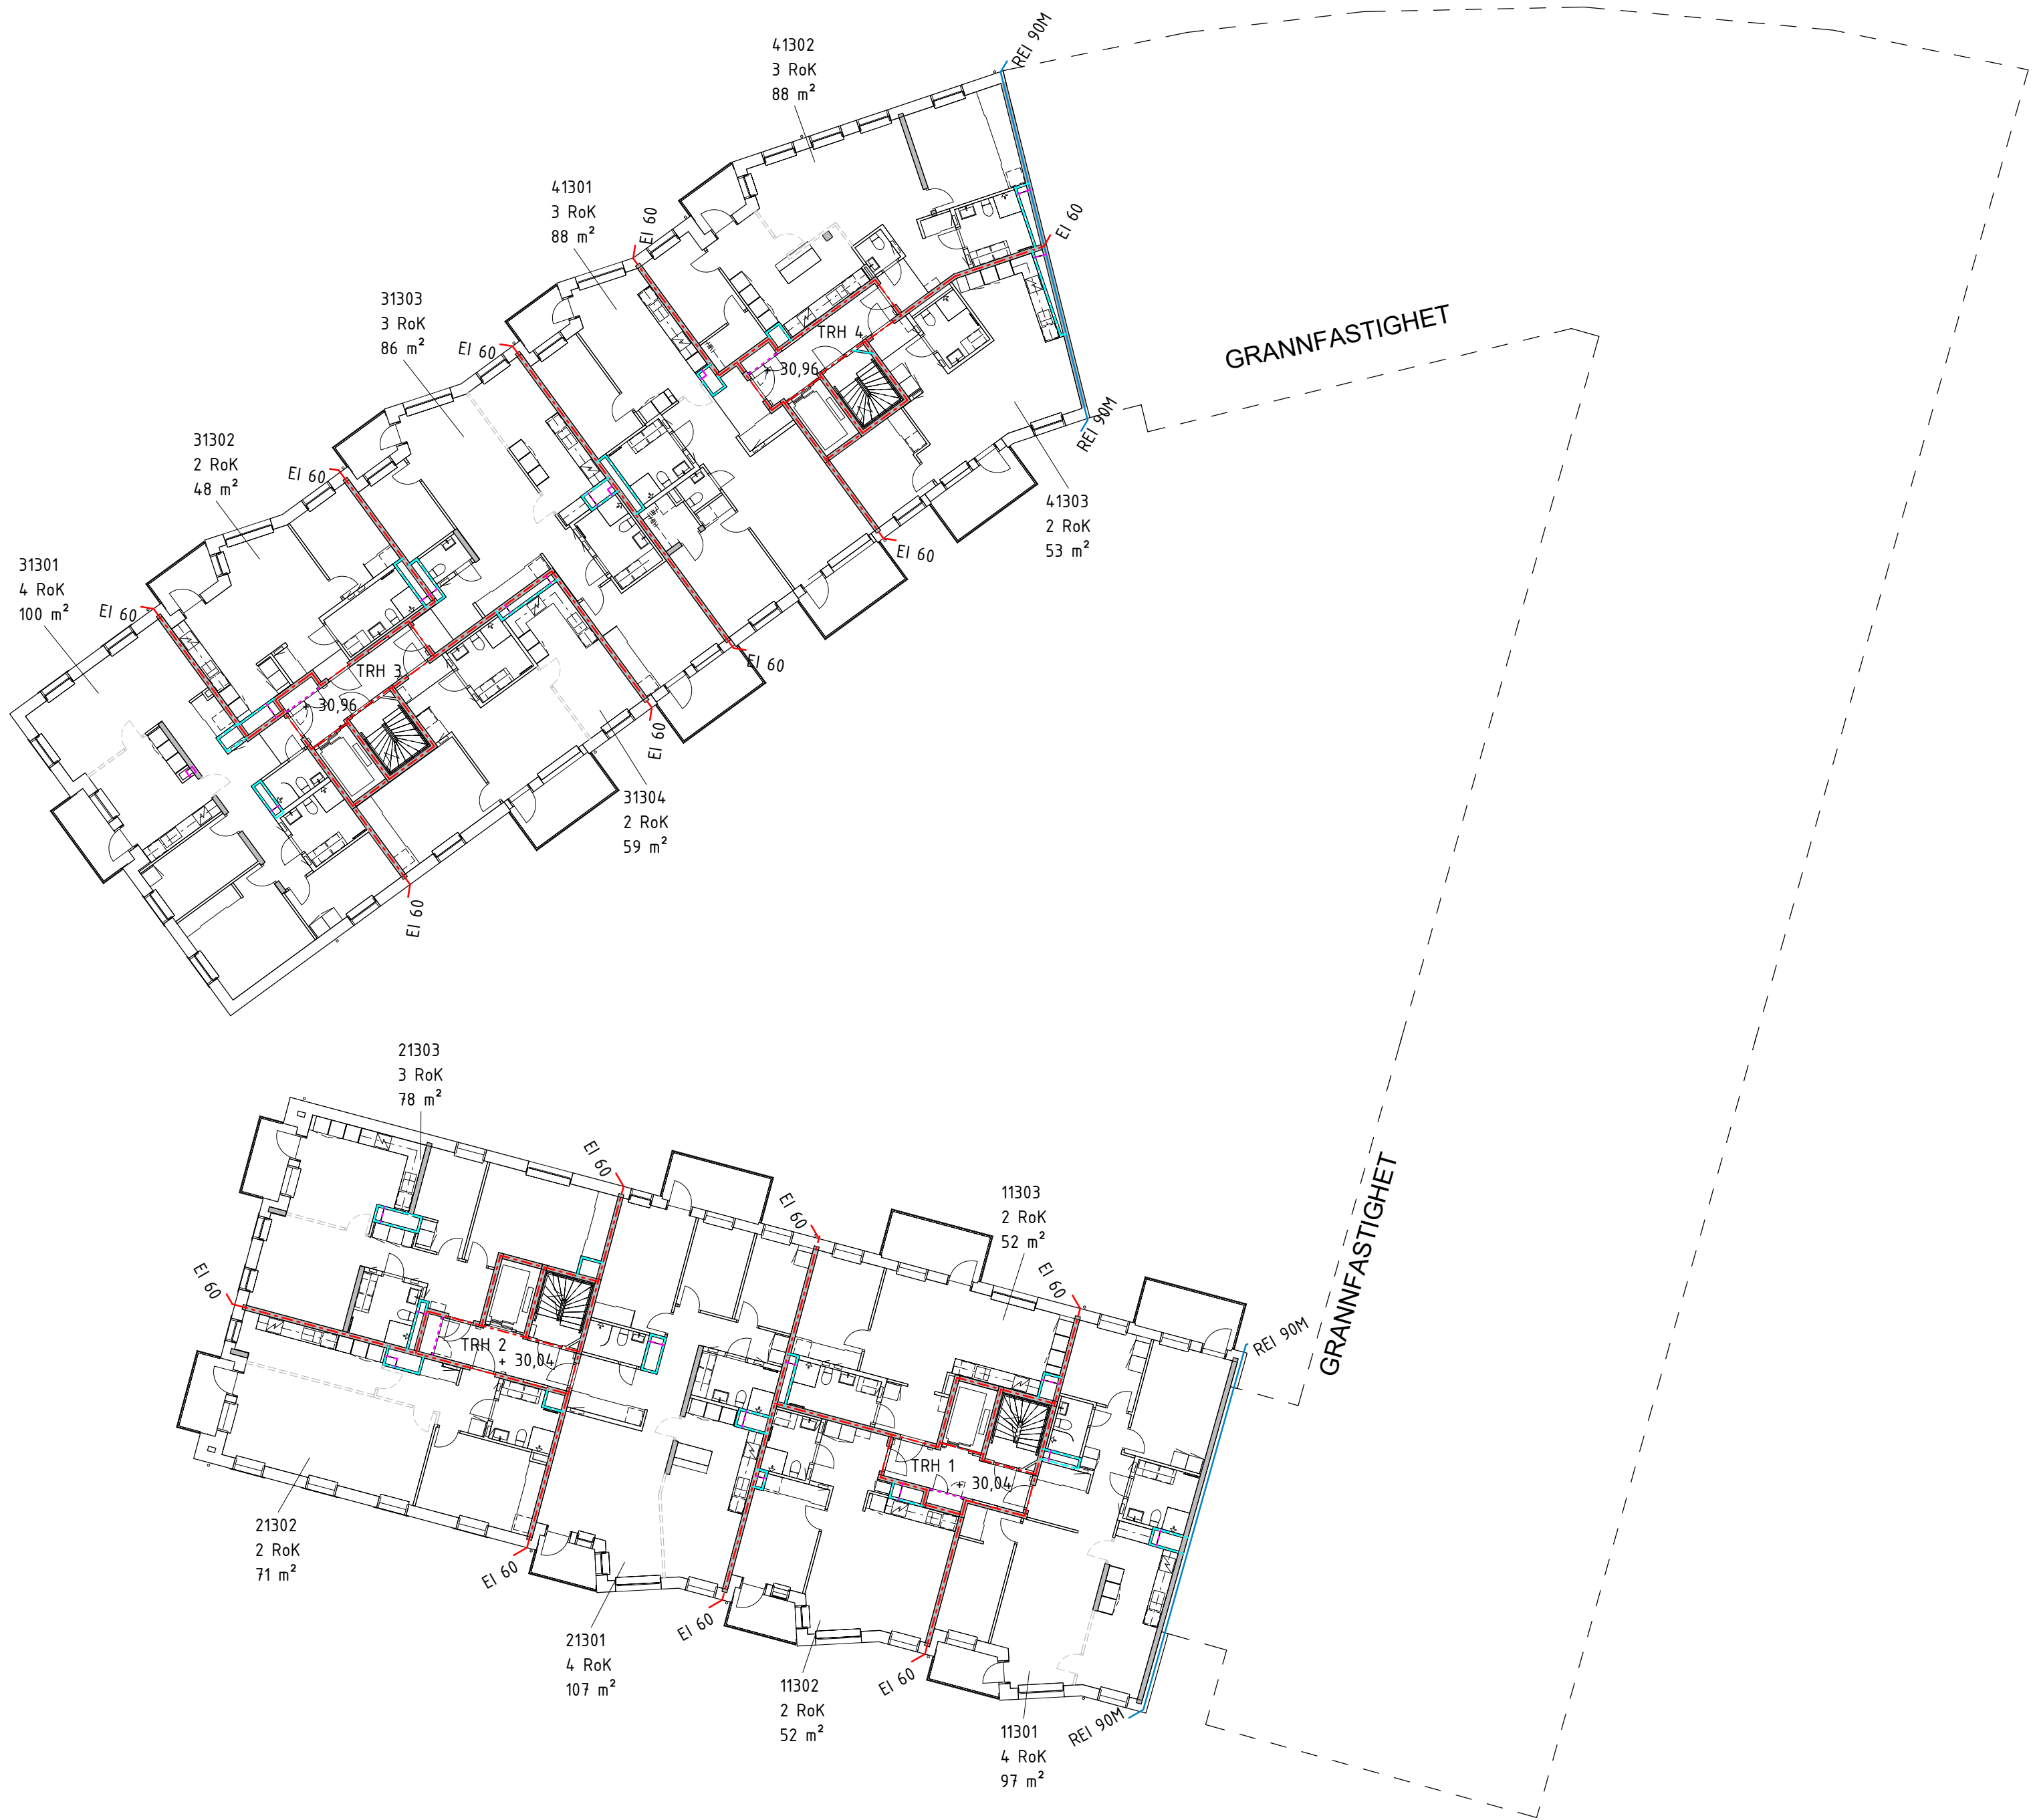 REI 90M
41302
3 RoK
88 m²
41301
3 RoK
88 m²
EI 60
EI 60
31303
3 RoK
86 m²
EI 60
TRH 4
30,96
GRANNFASTIGHET
REI 90M
31302
2 RoK
48 m²
EI 60
41303
2 RoK
53 m²
EI 60
31301
4 RoK
100 m²
EI 60
TRH 3
+ 30,96
EI 60
EI 60
31304
2 RoK
59 m²
EI 60
21303
3 RoK
78 m²
EI 60
EI 60
11303
2 RoK
52 m²
GRANNFASTIGHET
EI 60
EI 60
REI 90M
TRH 2
+ 30,04
TRH 1
+ 30,04
21302
2 RoK
71 m²
EI 60
EI 60
21301
4 RoK
107 m²
11302
2 RoK
52 m²
EI 60
REI 90M
11301
4 RoK
97 m²